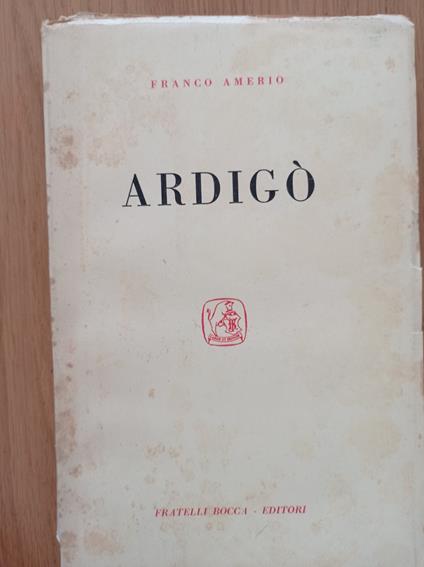 FRANCO AMERIO
ARDIGÒ
FRATELLI BOCCA - EDITORI